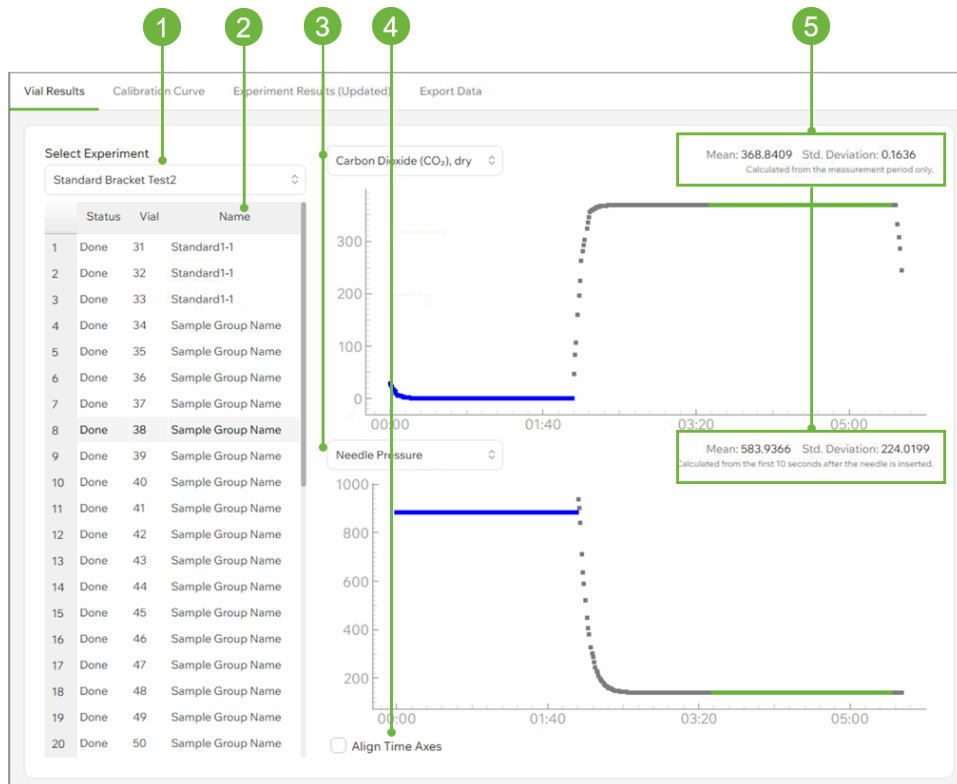 1 2 3 4 5
Vial Results Calibration Curve Experiment Results (Updated) Export Data
Select Experiment
Standard Bracket Test2
Status Vial Name
1 Done 31 Standard1-1
2 Done 32 Standard1-1
3 Done 33 Standard1-1
4 Done 34 Sample Group Name
5 Done 35 Sample Group Name
6 Done 36 Sample Group Name
7 Done 37 Sample Group Name
8 Done 38 Sample Group Name
9 Done 39 Sample Group Name
10 Done 40 Sample Group Name
11 Done 41 Sample Group Name
12 Done 42 Sample Group Name
13 Done 43 Sample Group Name
14 Done 44 Sample Group Name
15 Done 45 Sample Group Name
16 Done 46 Sample Group Name
17 Done 47 Sample Group Name
18 Done 48 Sample Group Name
19 Done 49 Sample Group Name
20 Done 50 Sample Group Name
Carbon Dioxide (CO₂), dry
Mean: 368.8409 Std. Deviation: 0.1636
Calculated from the measurement period only.
300
200
100
0
00:00 01:40 03:20 05:00
Needle Pressure
Mean: 583.9366 Std. Deviation: 224.0199
Calculated from the first 10 seconds after the needle is inserted.
1000
800
600
400
200
00:00 01:40 03:20 05:00
Align Time Axes